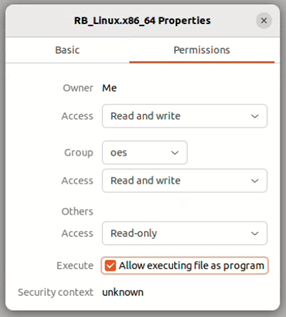 RB_Linux.x86_64 Properties
Basic Permissions
Owner Me
Access Read and write
Group oes
Access Read and write
Others
Access Read-only
Execute Allow executing file as program
Security context unknown